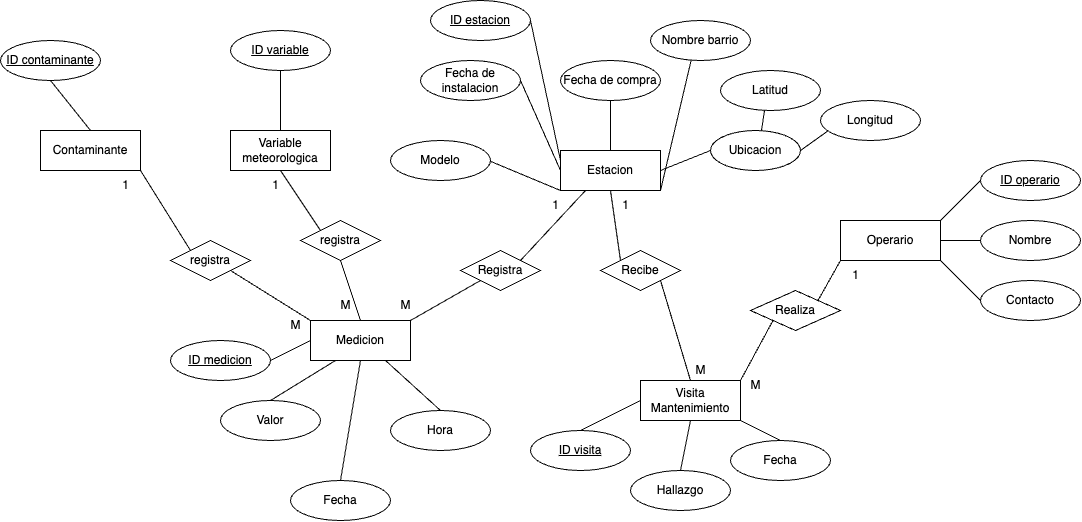 ID estacion
Nombre barrio
ID contaminante
ID variable
Fecha de
instalacion
Fecha de compra
Latitud
Longitud
Contaminante
Variable
meteorologica
Modelo
Estacion
Ubicacion
1
1
1
1
ID operario
registra
registra
Registra
Recibe
Operario
Nombre
1
Contacto
Realiza
M
M
M
Medicion
ID medicion
M
M
Visita
Mantenimiento
Valor
Hora
ID visita
Fecha
Hallazgo
Fecha